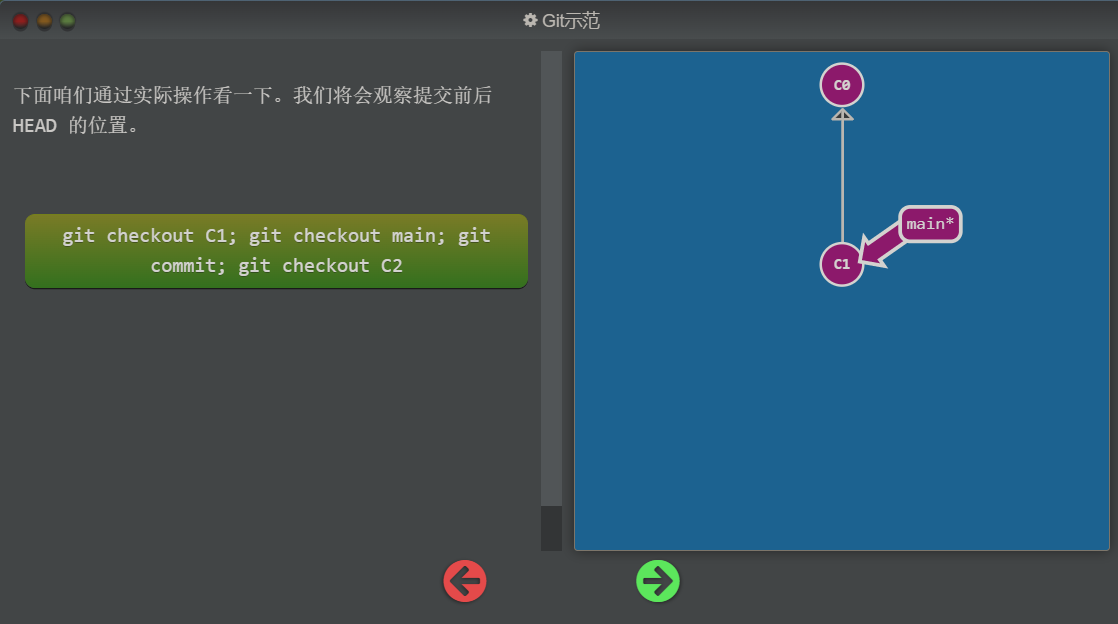 Git示范
下面咱们通过实际操作看一下。我们将会观察提交前后
HEAD 的位置。
git checkout C1; git checkout main; git
commit; git checkout C2
C0
main*
C1